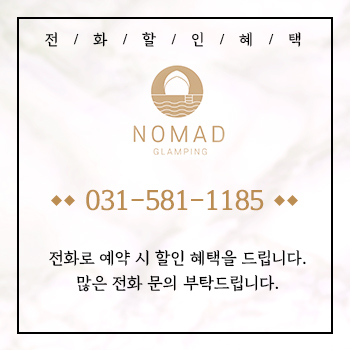 전 / 화 / 할 / 인 / 혜 / 택
NOMAD
GLAMPING
031-581-1185
전화로 예약 시 할인 혜택을 드립니다.
많은 전화 문의 부탁드립니다.